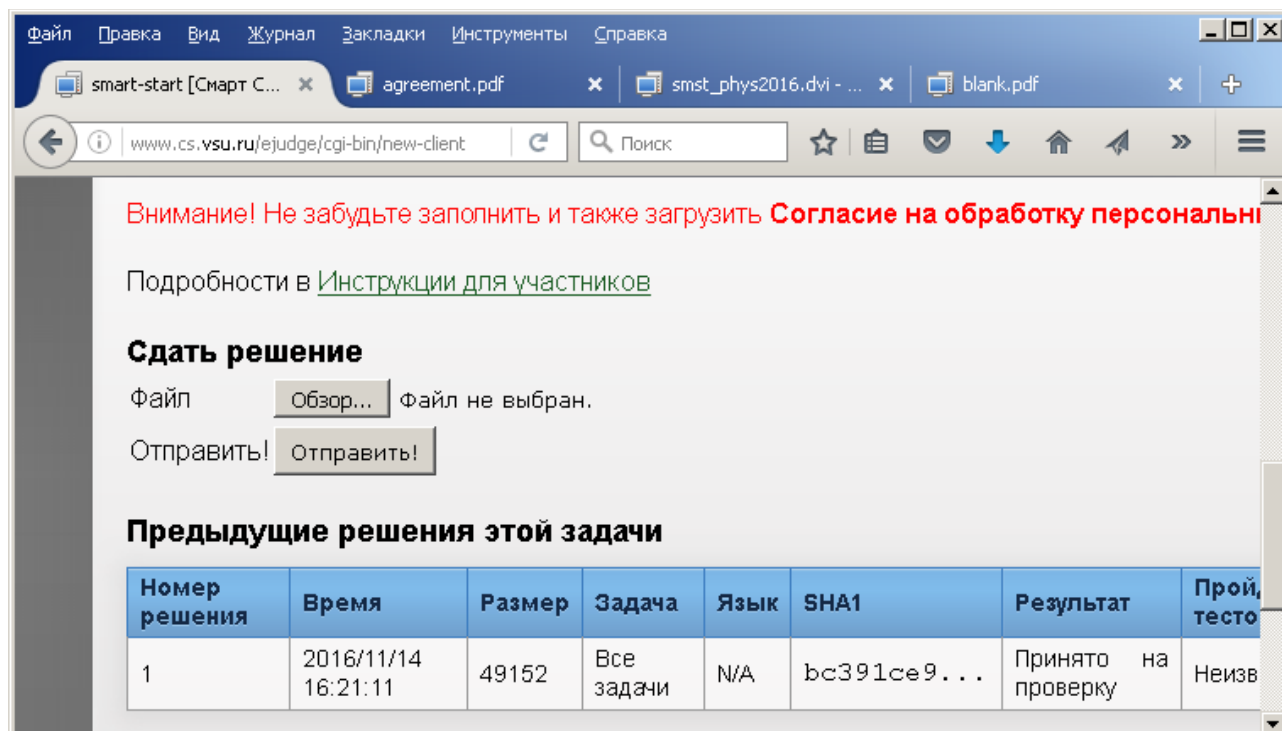 Файл Правка Вид Журнал Закладки Инструменты Справка
smart-start [Смарт С... agreement.pdf smst_phys2016.dvi - ... blank.pdf
www.cs.vsu.ru/ejudge/cgi-bin/new-client Поиск
Внимание! Не забудьте заполнить и также загрузить Согласие на обработку
Подробности в Инструкции для участников
Сдать решение
Файл Обзор... Файл не выбран.
Отправить! Отправить!
Предыдущие решения этой задачи
Номер решения Время Размер Задача Язык SHA1 Результат
1 2016/11/14 16:21:11 49152 Все задачи N/A bc391ce9... Принято на проверку